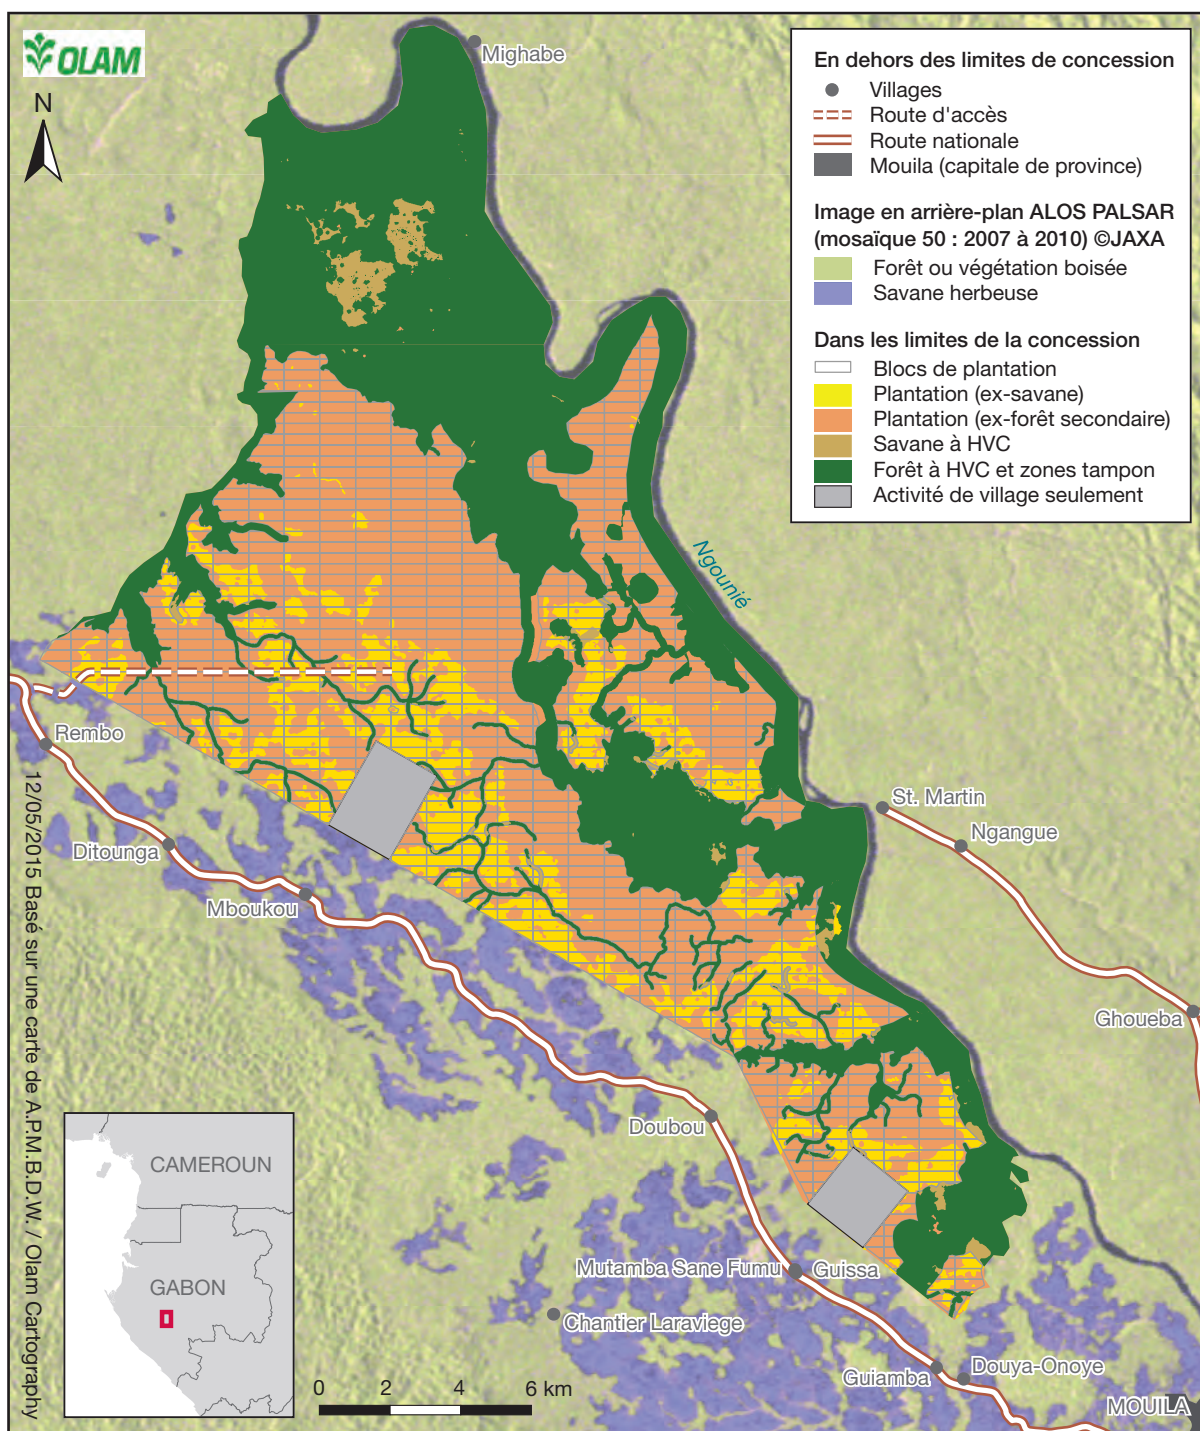 OLAM
N
Mighabe
En dehors des limites de concession
Villages
Route d'accès
Route nationale
Mouila (capitale de province)
Image en arrière-plan ALOS PALSAR
(mosaïque 50 : 2007 à 2010) ©JAXA
Forêt ou végétation boisée
Savane herbeuse
Dans les limites de la concession
Blocs de plantation
Plantation (ex-savane)
Plantation (ex-forêt secondaire)
Savane à HVC
Forêt à HVC et zones tampon
Activité de village seulement
Ngounié
Rembo
Ditounga
Mboukou
St. Martin
Ngangue
Ghoueba
Doubou
Mutamba Sane Fumu
Guissa
Chantier Laraviege
Guiamba
Douya-Onoye
MOUILA
CAMEROUN
GABON
0 2 4 6 km
12/05/2015 Basé sur une carte de A.P.M.B.D.W. / Olam Cartography